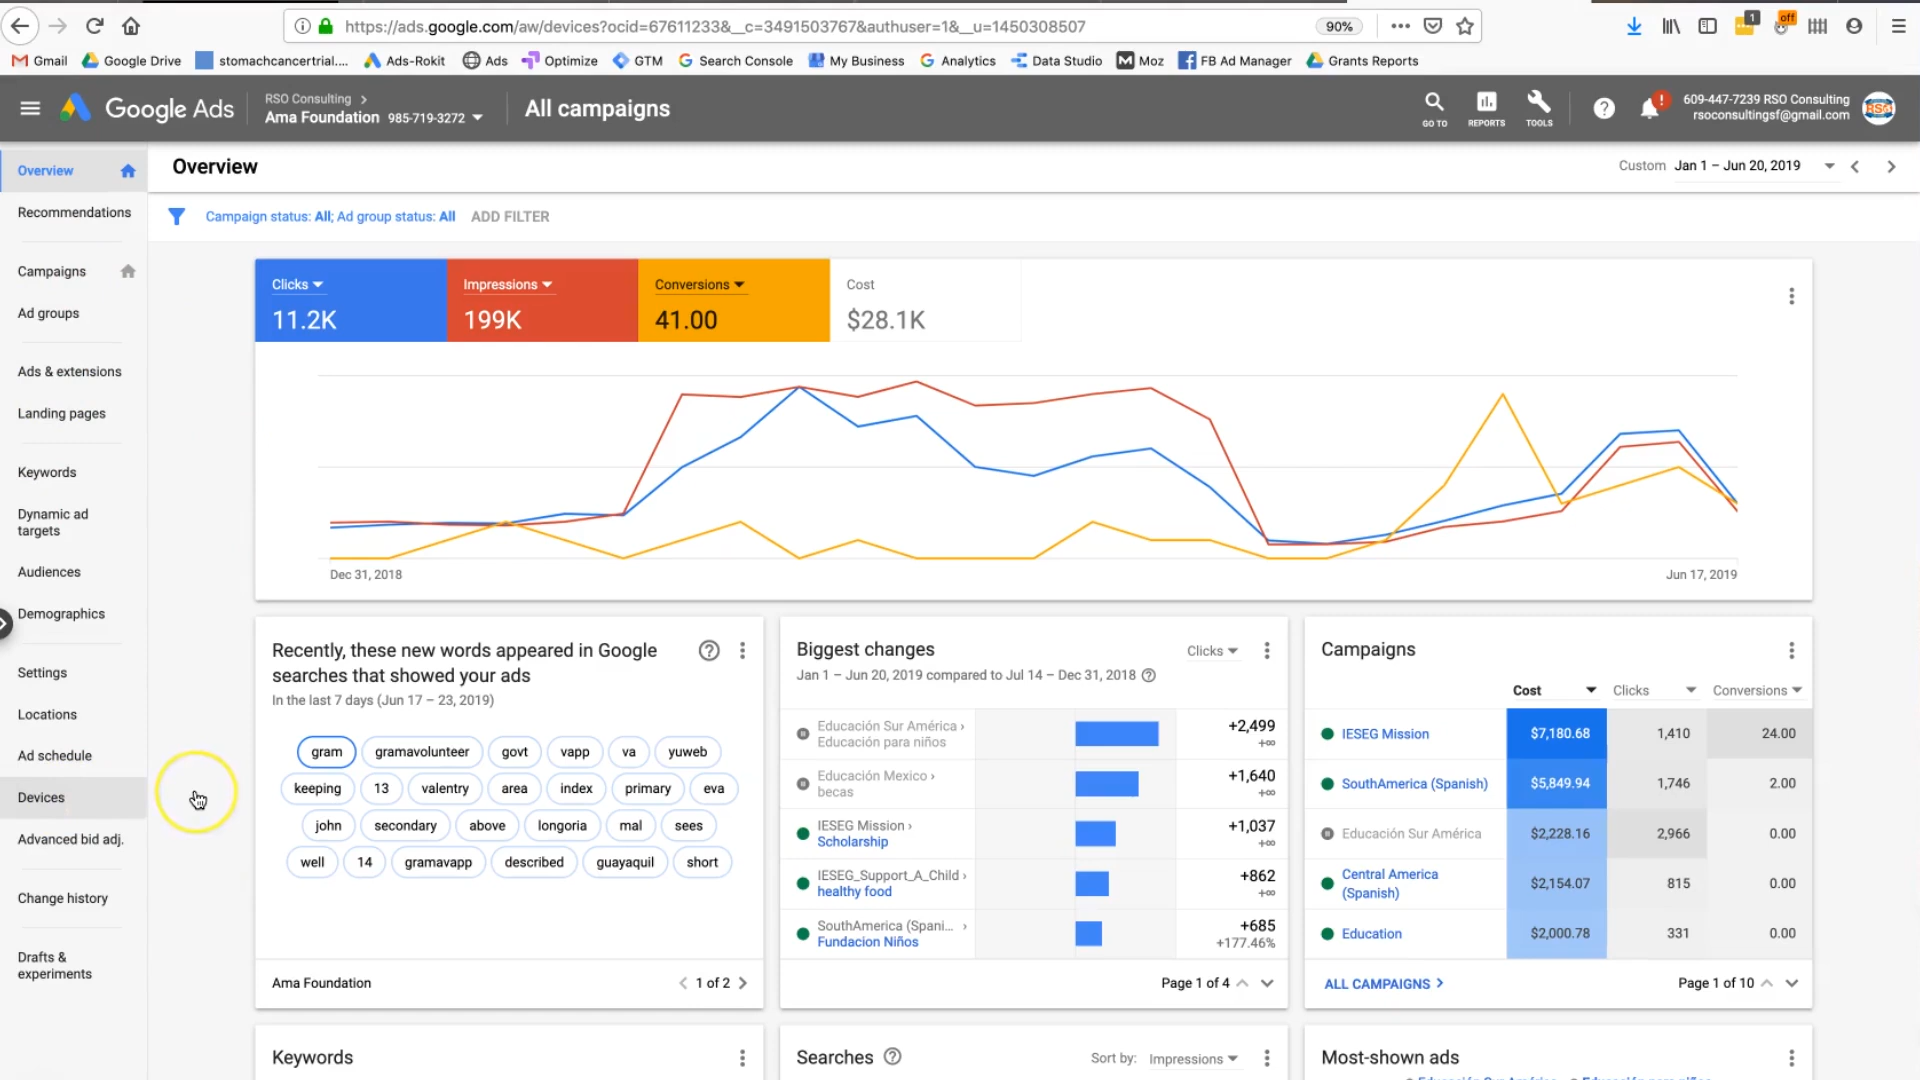 https://ads.google.com/aw/devices?ocid=67611233&__c=3491503767&authuser=1&__u=1450308507
90%
1
off
Gmail
Google Drive
stomachcancertrial....
Ads-Rokit
Ads
Optimize
GTM
Search Console
My Business
Analytics
Data Studio
Moz
FB Ad Manager
Grants Reports
Google Ads
RSO Consulting >
Ama Foundation 985-719-3272
All campaigns
GO TO
REPORTS
TOOLS
609-447-7239 RSO Consulting
rsoconsultingsf@gmail.com
RSO
Overview
Recommendations
Campaigns
Ad groups
Ads & extensions
Landing pages
Keywords
Dynamic ad
targets
Audiences
Demographics
Settings
Locations
Ad schedule
Devices
Advanced bid adj.
Change history
Drafts &
experiments
Overview
Custom Jan 1 – Jun 20, 2019
Campaign status: All; Ad group status: All ADD FILTER
Clicks
11.2K
Impressions
199K
Conversions
41.00
Cost
$28.1K
Dec 31, 2018
Jun 17, 2019
Recently, these new words appeared in Google
searches that showed your ads
In the last 7 days (Jun 17 – 23, 2019)
gram gramavolunteer govt vapp va yuweb
keeping 13 valentry area index primary eva
john secondary above longoria mal sees
well 14 gramavapp described guayaquil short
Ama Foundation
1 of 2
Biggest changes
Clicks
Jan 1 – Jun 20, 2019 compared to Jul 14 – Dec 31, 2018
Educación Sur América ›
Educación para niños
+2,499
+∞
Educación Mexico ›
becas
+1,640
+∞
IESEG Mission ›
Scholarship
+1,037
+∞
IESEG_Support_A_Child ›
healthy food
+862
+∞
SouthAmerica (Spani... ›
Fundacion Niños
+685
+177.46%
Page 1 of 4
Campaigns
Cost Clicks Conversions
IESEG Mission $7,180.68 1,410 24.00
SouthAmerica (Spanish) $5,849.94 1,746 2.00
Educación Sur América $2,228.16 2,966 0.00
Central America
(Spanish) $2,154.07 815 0.00
Education $2,000.78 331 0.00
ALL CAMPAIGNS
Page 1 of 10
Keywords
Searches
Sort by: Impressions
Most-shown ads